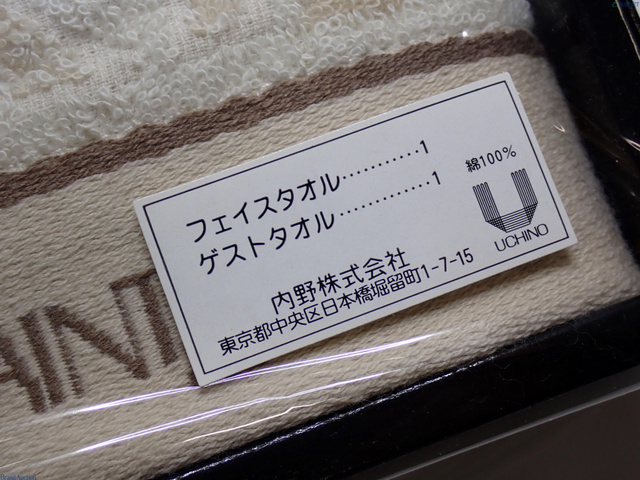 フェイスタオル···········1
ゲストタオル·············1
綿100%
UCHINO
内野株式会社
東京都中央区日本橋堀留町1-7-15
AINT